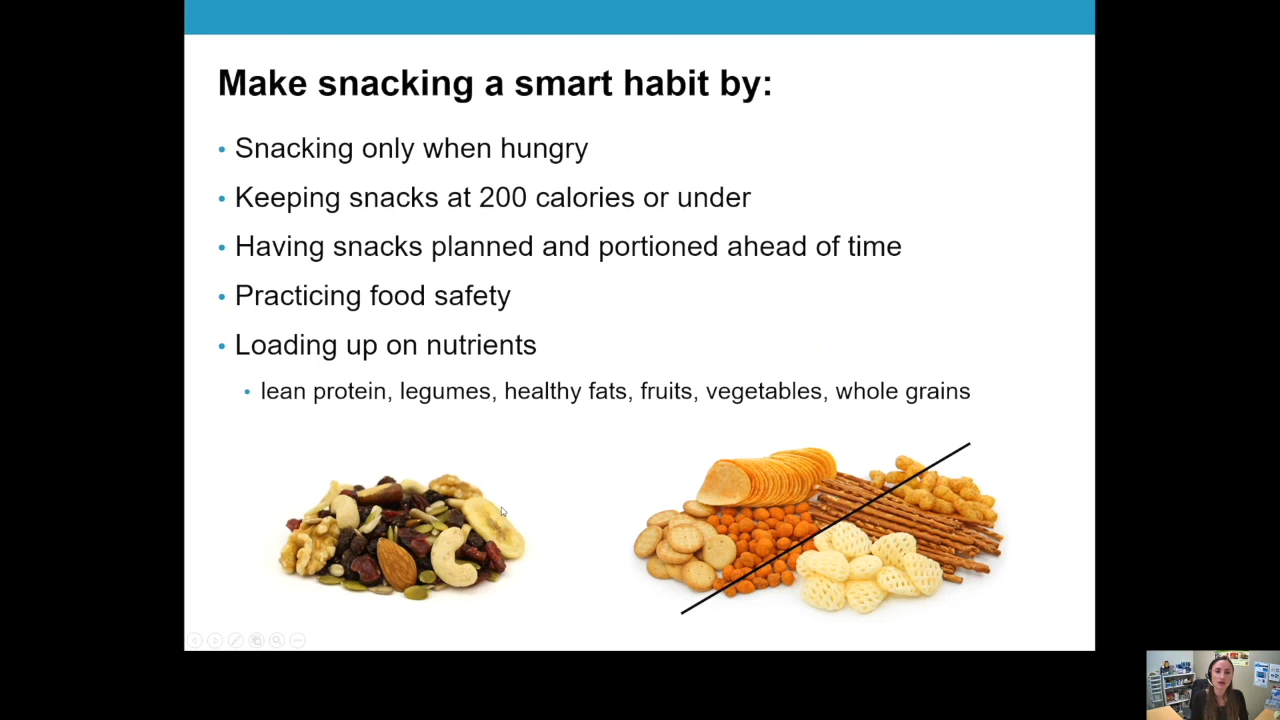 Make snacking a smart habit by:
Snacking only when hungry
Keeping snacks at 200 calories or under
Having snacks planned and portioned ahead of time
Practicing food safety
Loading up on nutrients
lean protein, legumes, healthy fats, fruits, vegetables, whole grains